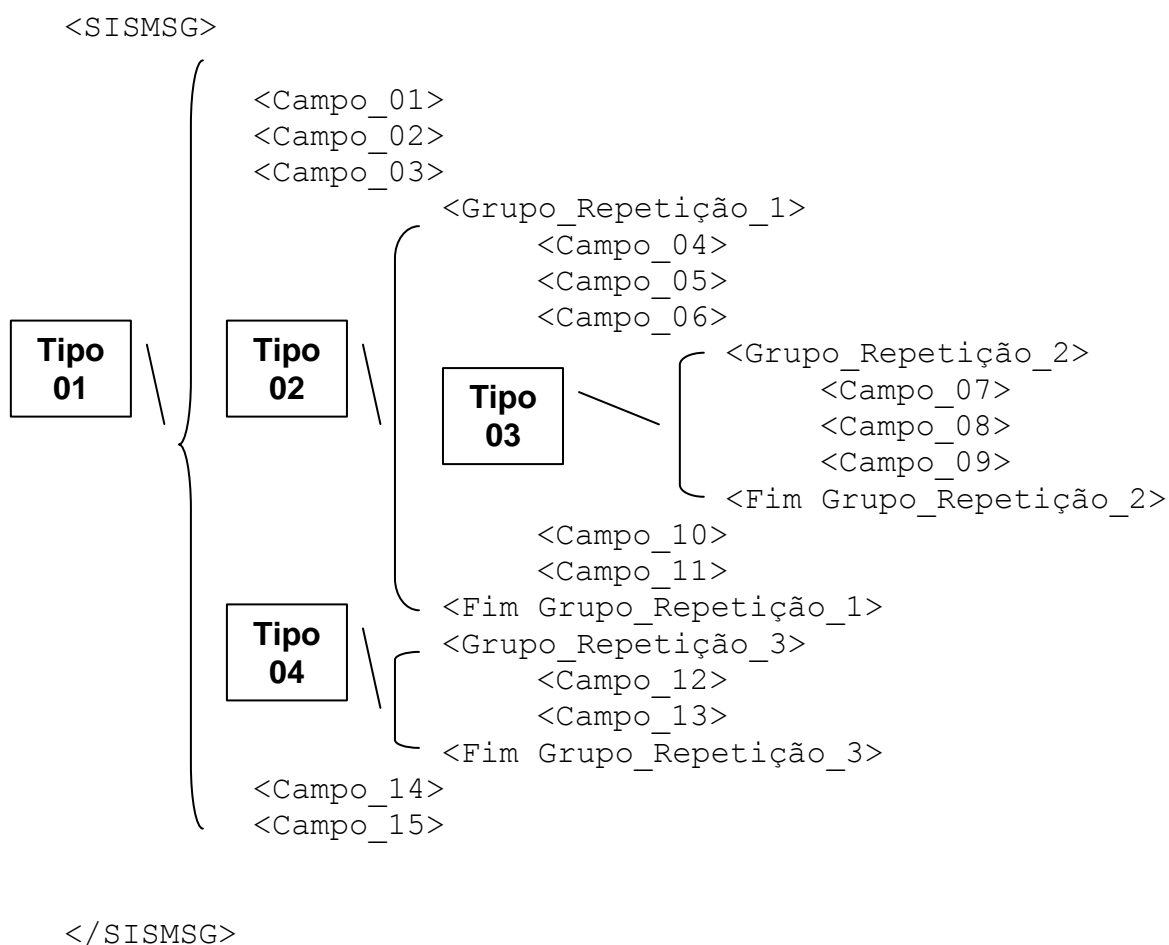 <SISMSG>
<Campo_01>
<Campo_02>
<Campo_03>
<Grupo_Repetição_1>
<Campo_04>
<Campo_05>
<Campo_06>
Tipo
01
Tipo
02
Tipo
03
<Grupo_Repetição_2>
<Campo_07>
<Campo_08>
<Campo_09>
<Fim Grupo_Repetição_2>
<Campo_10>
<Campo_11>
<Fim Grupo_Repetição_1>
Tipo
04
<Grupo_Repetição_3>
<Campo_12>
<Campo_13>
<Fim Grupo_Repetição_3>
<Campo_14>
<Campo_15>
</SISMSG>